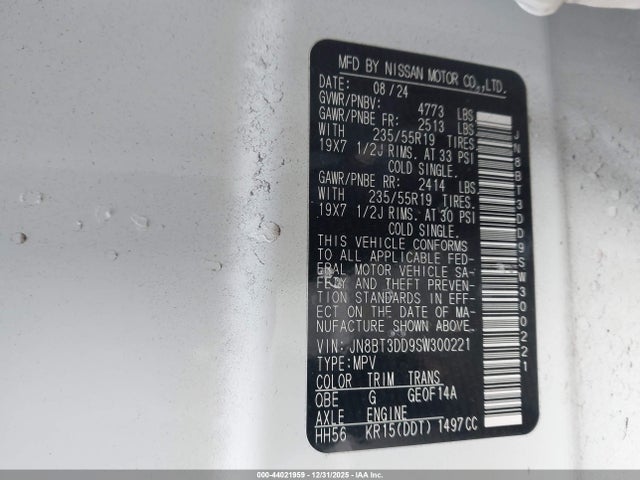 MFD BY NISSAN MOTOR CO.,LTD.
DATE: 08/24
GVWR/PNBV: 4773 LBS.
GAWR/PNBE FR: 2513 LBS.
WITH 235/55R19 TIRES.
19X7 1/2J RIMS. AT 33 PSI
COLD SINGLE.
GAWR/PNBE RR: 2414 LBS.
WITH 235/55R19 TIRES.
19X7 1/2J RIMS. AT 30 PSI
COLD SINGLE.
THIS VEHICLE CONFORMS
TO ALL APPLICABLE FED-
ERAL MOTOR VEHICLE SA-
FETY AND THEFT PREVEN-
TION STANDARDS IN EFF-
ECT ON THE DATE OF MA-
NUFACTURE SHOWN ABOVE.
VIN: JN8BT3DD9SW300221
TYPE: MPV
COLOR TRIM TRANS
QBE G GE0F14A
AXLE ENGINE
HH56 KR15(DDT) 1497CC
JN8BT3DD9SW300221
000-44021959 - 12/31/2025 - IAA Holdings, LLC.